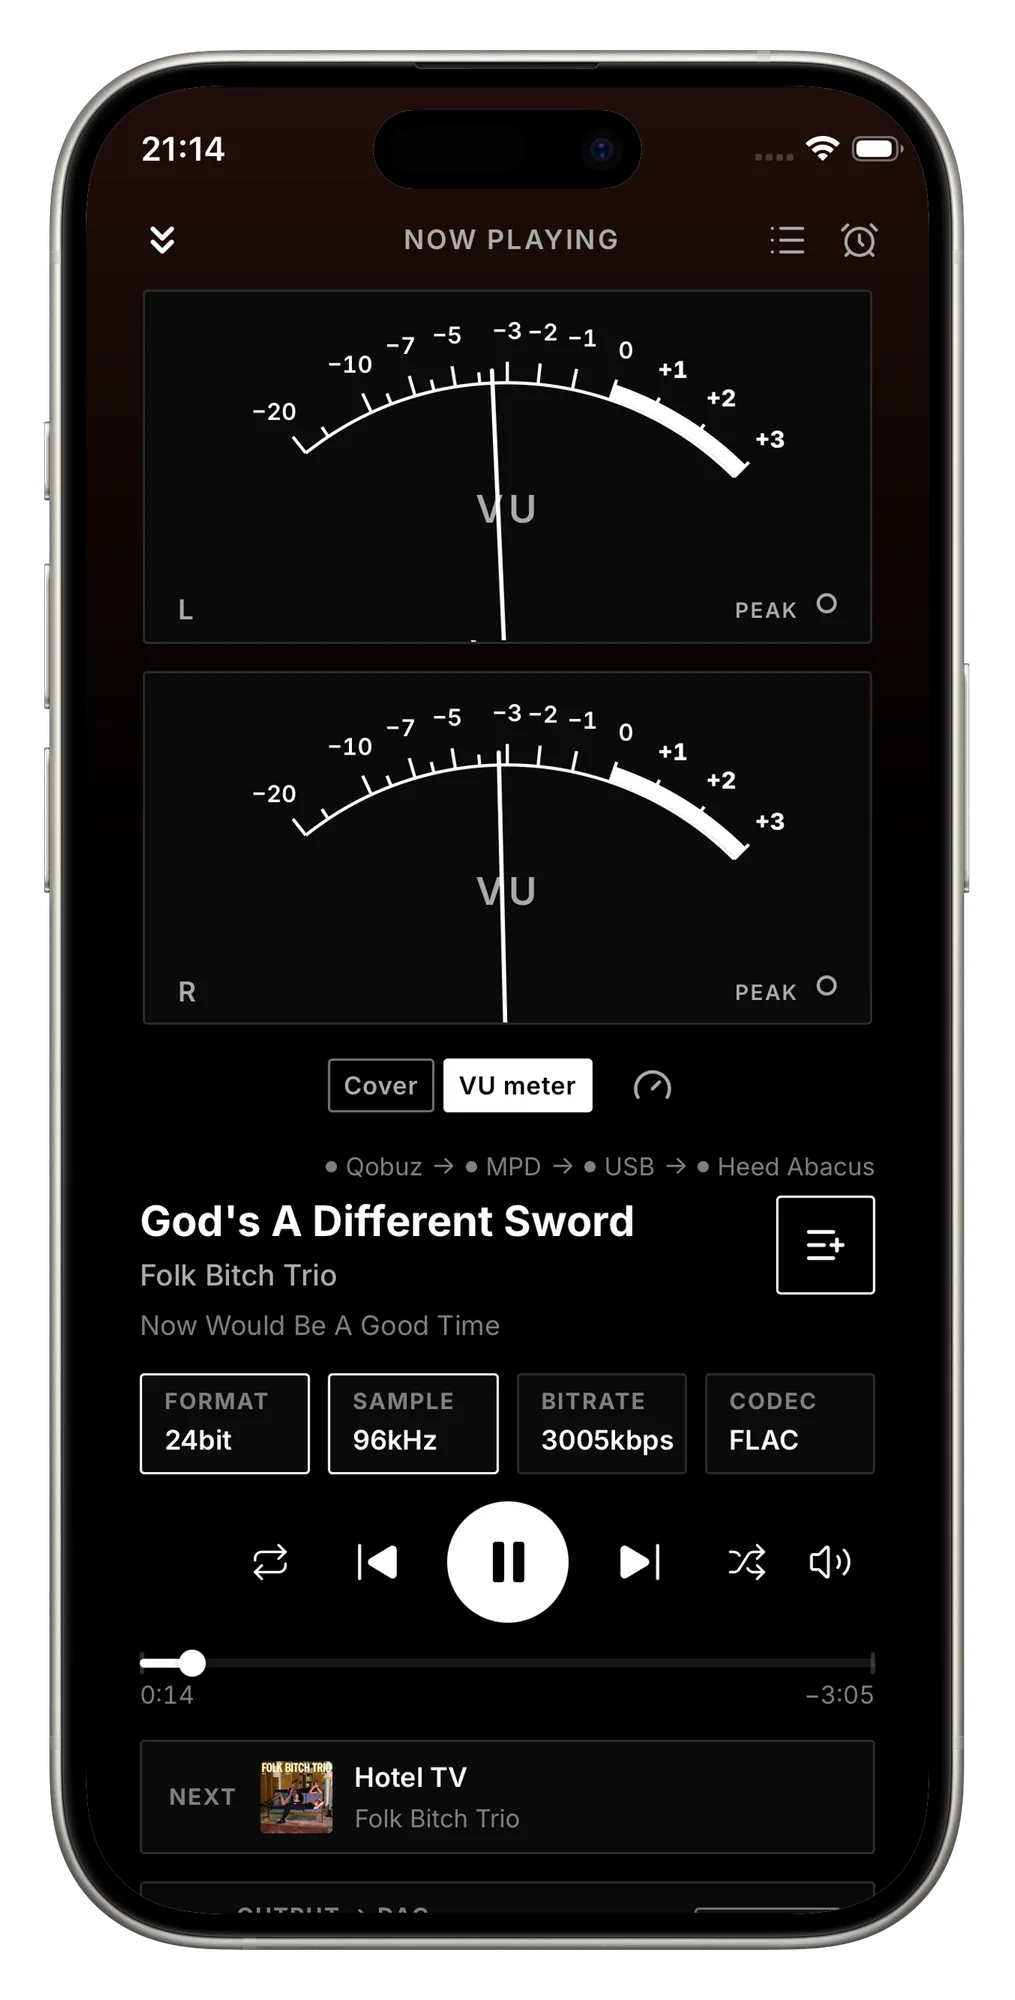 21:14
NOW PLAYING
−20 −10 −7 −5 −3 −2 −1 0 +1 +2 +3
VU
L PEAK
−20 −10 −7 −5 −3 −2 −1 0 +1 +2 +3
VU
R PEAK
Cover VU meter
Qobuz → MPD → USB → Heed Abacus
God's A Different Sword
Folk Bitch Trio
Now Would Be A Good Time
FORMAT SAMPLE BITRATE CODEC
24bit 96kHz 3005kbps FLAC
0:14 −3:05
FOLK BITCH TRIO
NEXT
Hotel TV
Folk Bitch Trio
OUTPUT → DAC